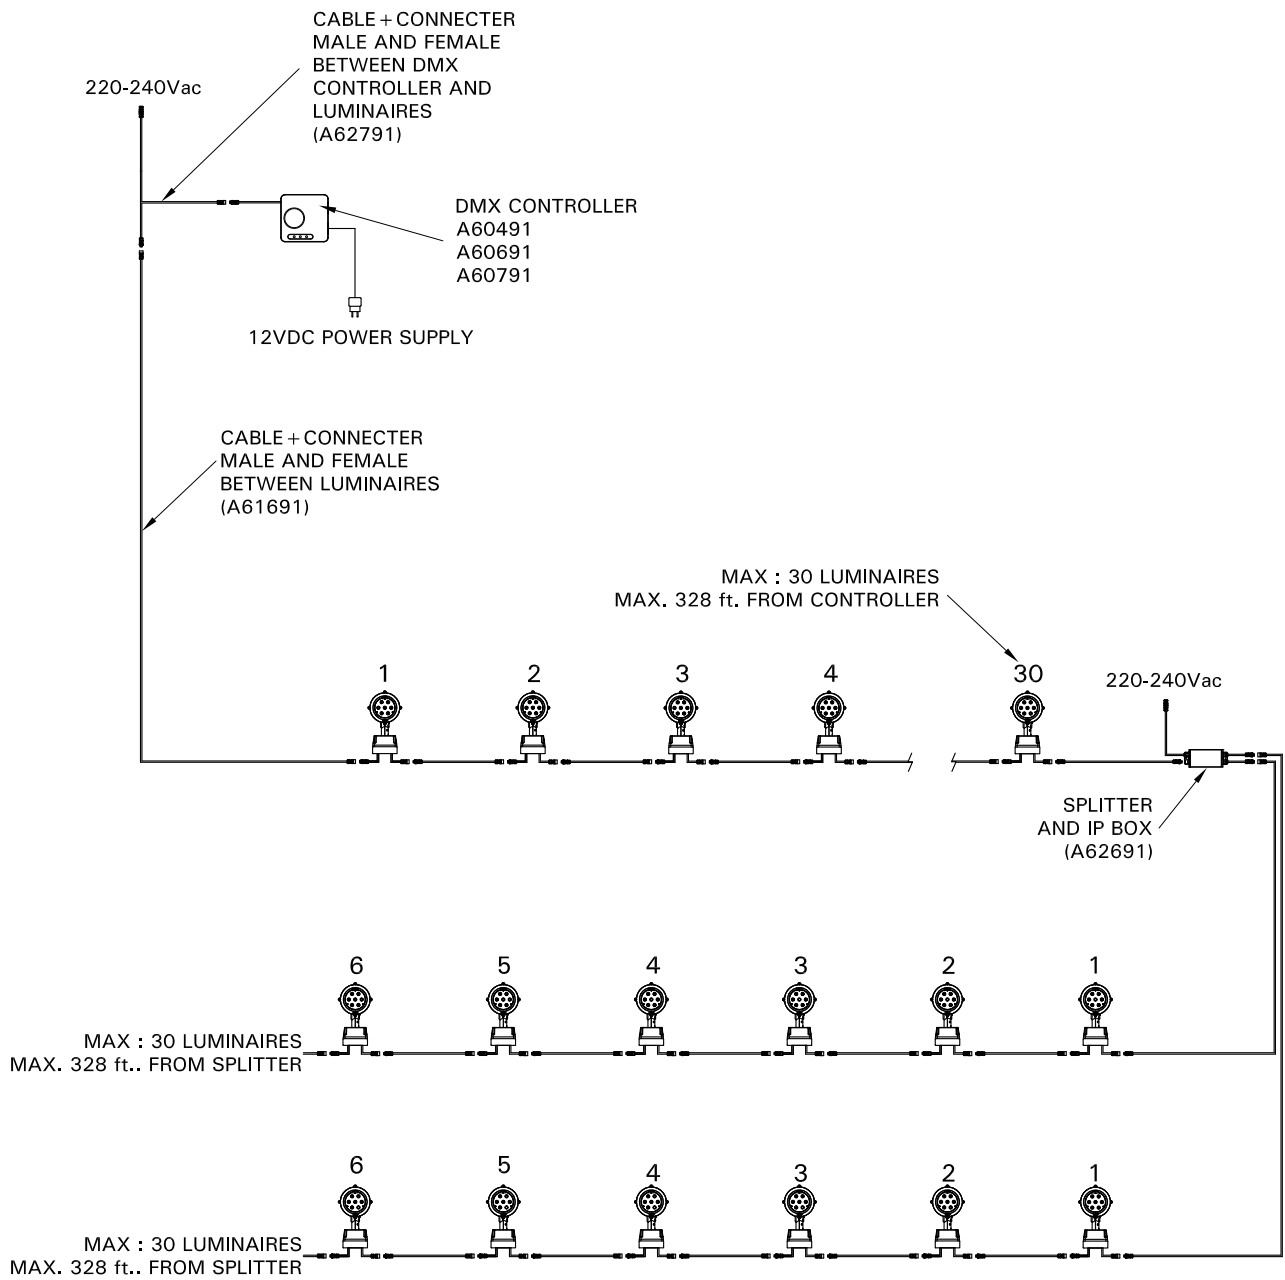 CABLE+CONNECTER
MALE AND FEMALE
BETWEEN DMX
CONTROLLER AND
LUMINAIRES
(A62791)
220-240Vac
DMX CONTROLLER
A60491
A60691
A60791
12VDC POWER SUPPLY
CABLE+CONNECTER
MALE AND FEMALE
BETWEEN LUMINAIRES
(A61691)
MAX : 30 LUMINAIRES
MAX. 328 ft. FROM CONTROLLER
1 2 3 4 30
220-240Vac
SPLITTER
AND IP BOX
(A62691)
6 5 4 3 2 1
MAX : 30 LUMINAIRES
MAX. 328 ft.. FROM SPLITTER
6 5 4 3 2 1
MAX : 30 LUMINAIRES
MAX. 328 ft.. FROM SPLITTER